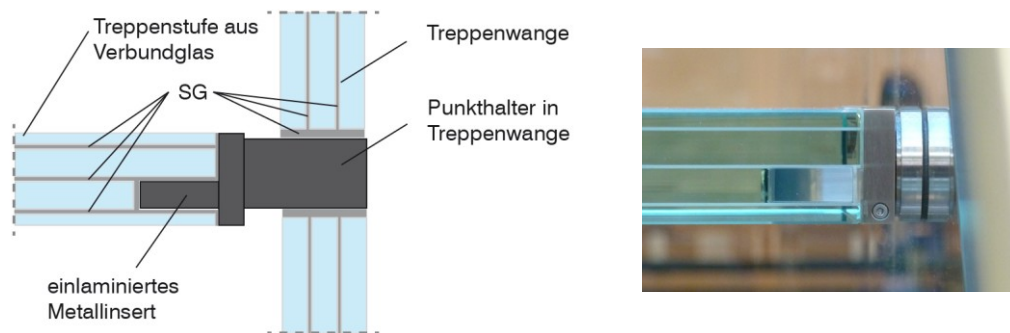 Treppenstufe aus
Verbundglas
SG
Treppenwange
Punkthalter in
Treppenwange
einlaminiertes
Metallinsert